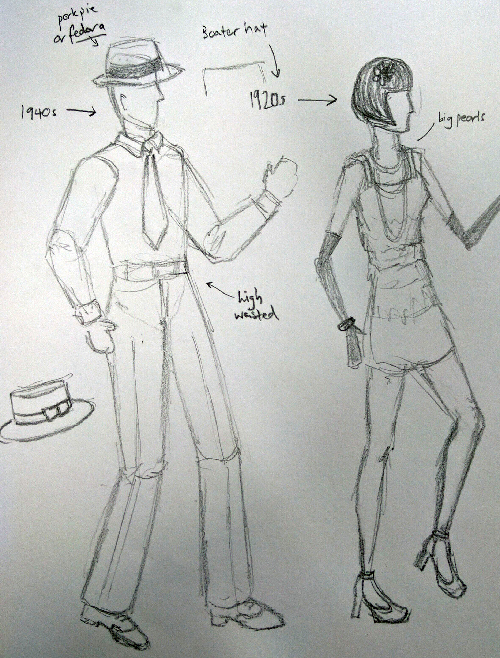 porkpie
or fedora
Boater hat
1940s
1920s
big pearls
high
waisted